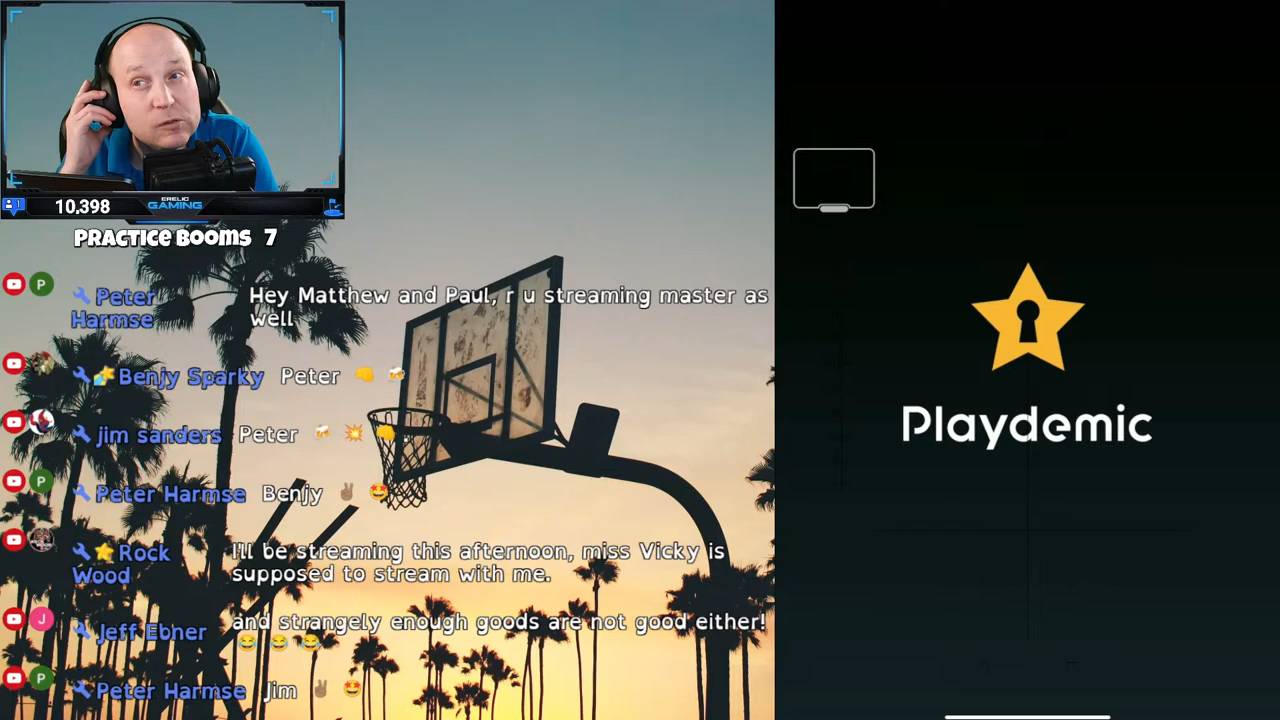 1
10,398
ERELIC
GAMING
PRACTICE BOOMS 7
P
Peter Harmse
Hey Matthew and Paul, r u streaming master as
well
Benjy Sparky Peter 👊 🍻
jim sanders Peter 🍻 💥 👊
P
Peter Harmse Benjy ✌🏽 🤩
Rock Wood
I'll be streaming this afternoon, miss Vicky is
supposed to stream with me.
J
Jeff Ebner
and strangely enough goods are not good either!
😂 😂 😂
P
Peter Harmse Jim ✌🏽 🤩
Playdemic